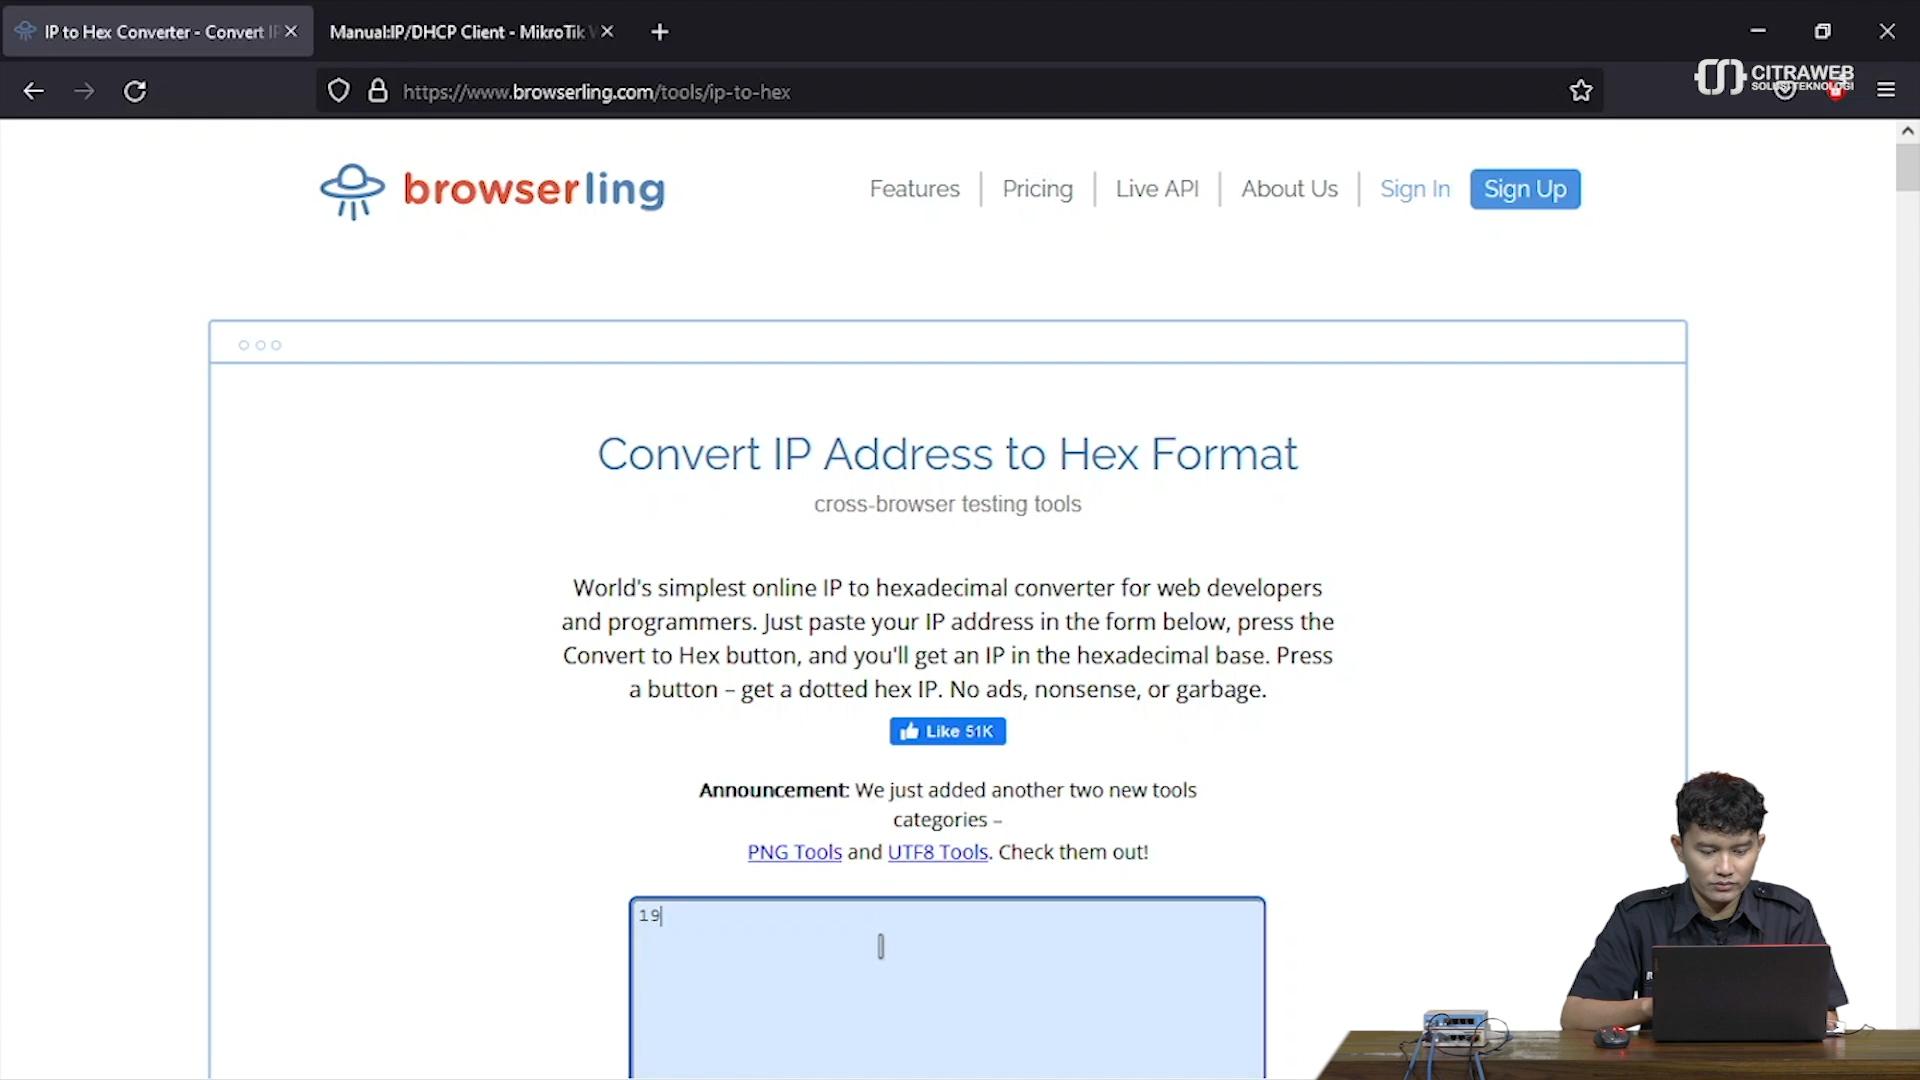 IP to Hex Converter - Convert IP
Manual:IP/DHCP Client - MikroTik
https://www.browserling.com/tools/ip-to-hex
CITRAWEB
SOLUSI TEKNOLOGI
browserling
Features
Pricing
Live API
About Us
Sign In
Sign Up
Convert IP Address to Hex Format
cross-browser testing tools
World's simplest online IP to hexadecimal converter for web developers
and programmers. Just paste your IP address in the form below, press the
Convert to Hex button, and you'll get an IP in the hexadecimal base. Press
a button – get a dotted hex IP. No ads, nonsense, or garbage.
Like 51K
Announcement: We just added another two new tools
categories –
PNG Tools and UTF8 Tools. Check them out!
19